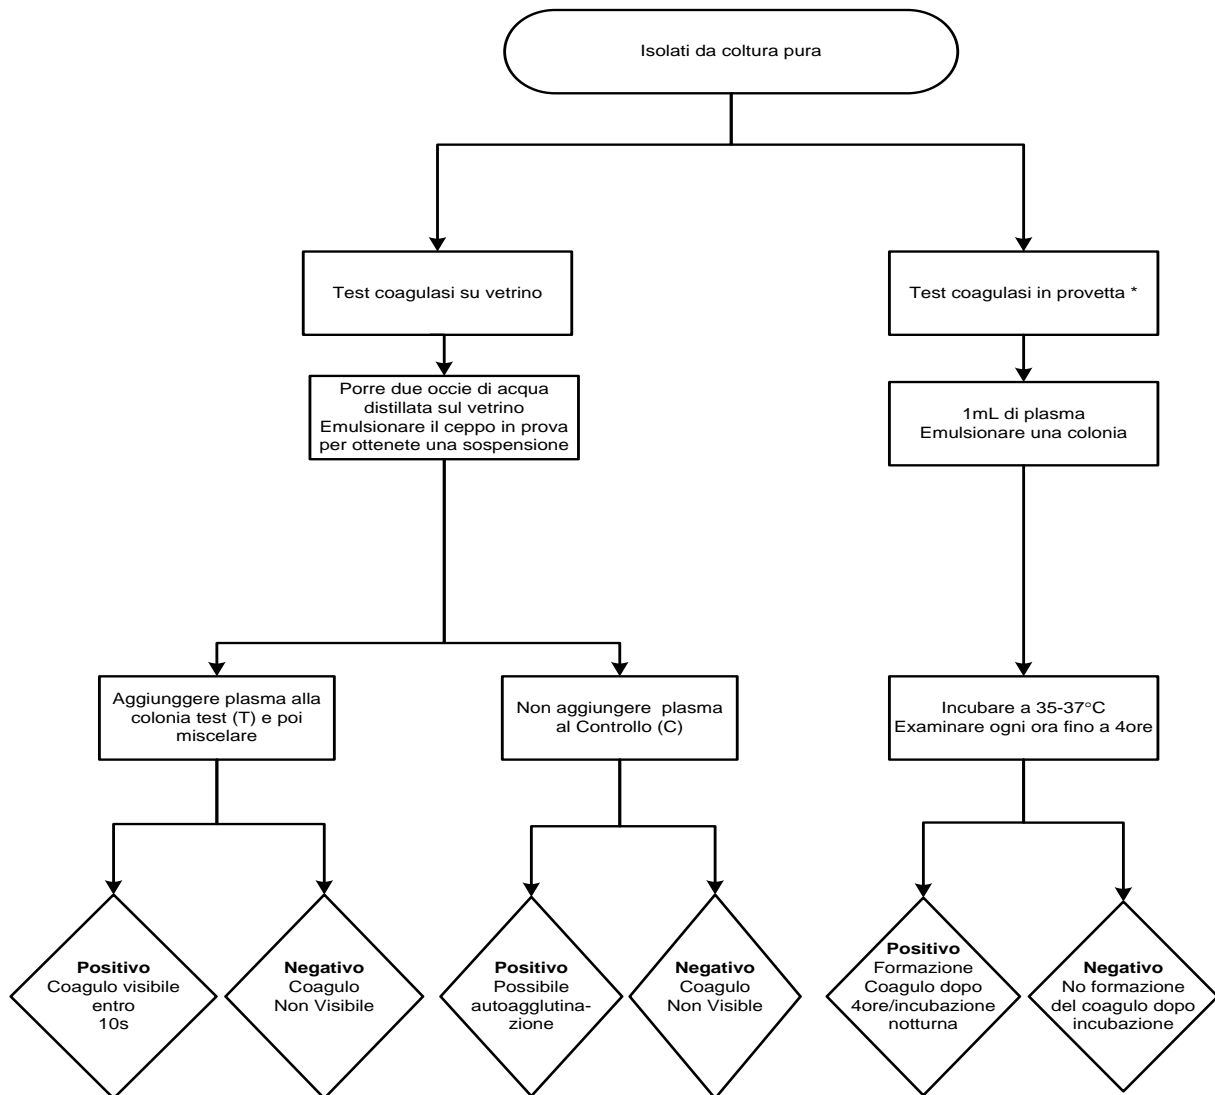 Isolati da coltura pura
Test coagulasi su vetrino
Test coagulasi in provetta *
Porre due occie di acqua
distillata sul vetrino
Emulsionare il ceppo in prova
per ottenete una sospensione
1mL di plasma
Emulsionare una colonia
Aggiunggere plasma alla
colonia test (T) e poi
miscelare
Non aggiungere  plasma
al Controllo (C)
Incubare a 35-37°C
Examinare ogni ora fino a 4ore
Positivo
Coagulo visibile
entro
10s
Negativo
Coagulo
Non Visibile
Positivo
Possibile
autoagglutina-
zione
Negativo
Coagulo
Non Visible
Positivo
Formazione
Coagulo dopo
4ore/incubazione
notturna
Negativo
No formazione
del coagulo dopo
incubazione